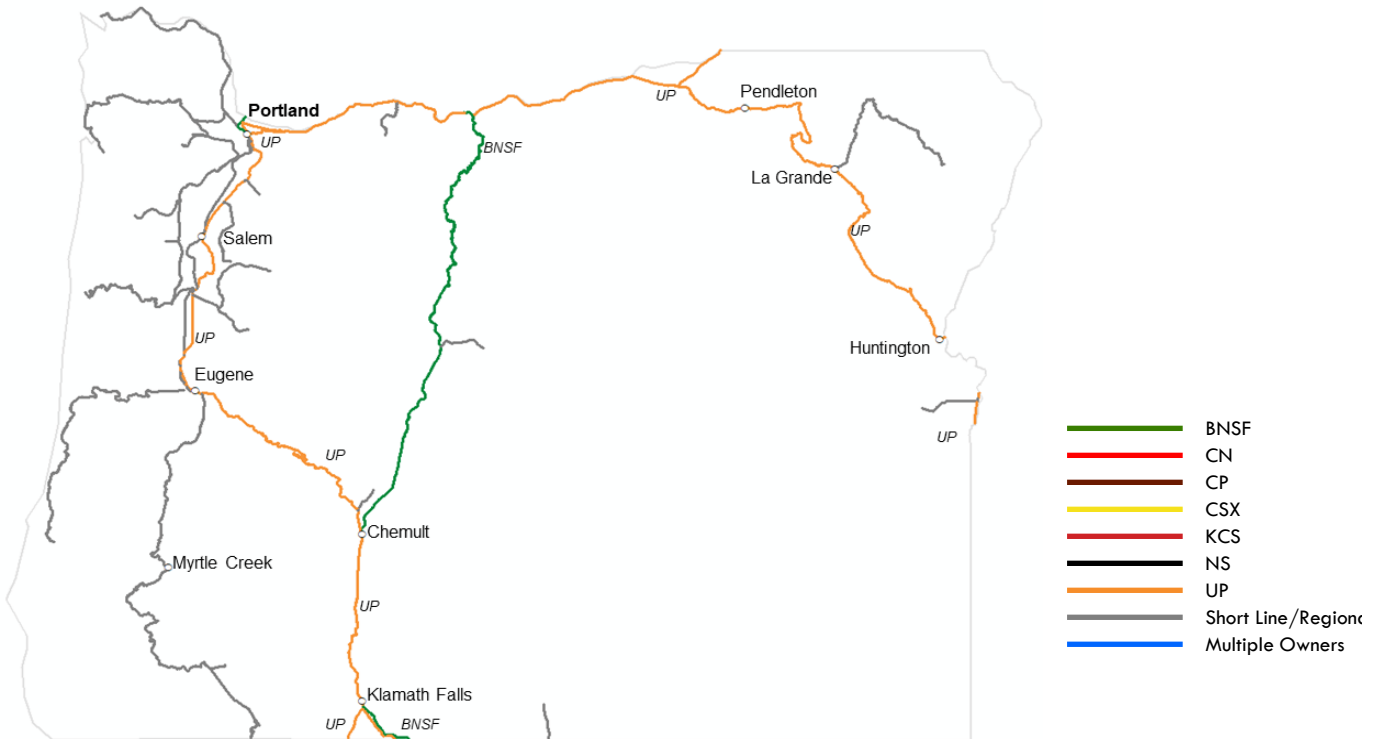 Portland
UP
UP
Pendleton
BNSF
La Grande
Salem
UP
UP
Huntington
Eugene
UP
UP
Chemult
Myrtle Creek
UP
Klamath Falls
UP
BNSF
BNSF
CN
CP
CSX
KCS
NS
UP
Short Line/Regional
Multiple Owners